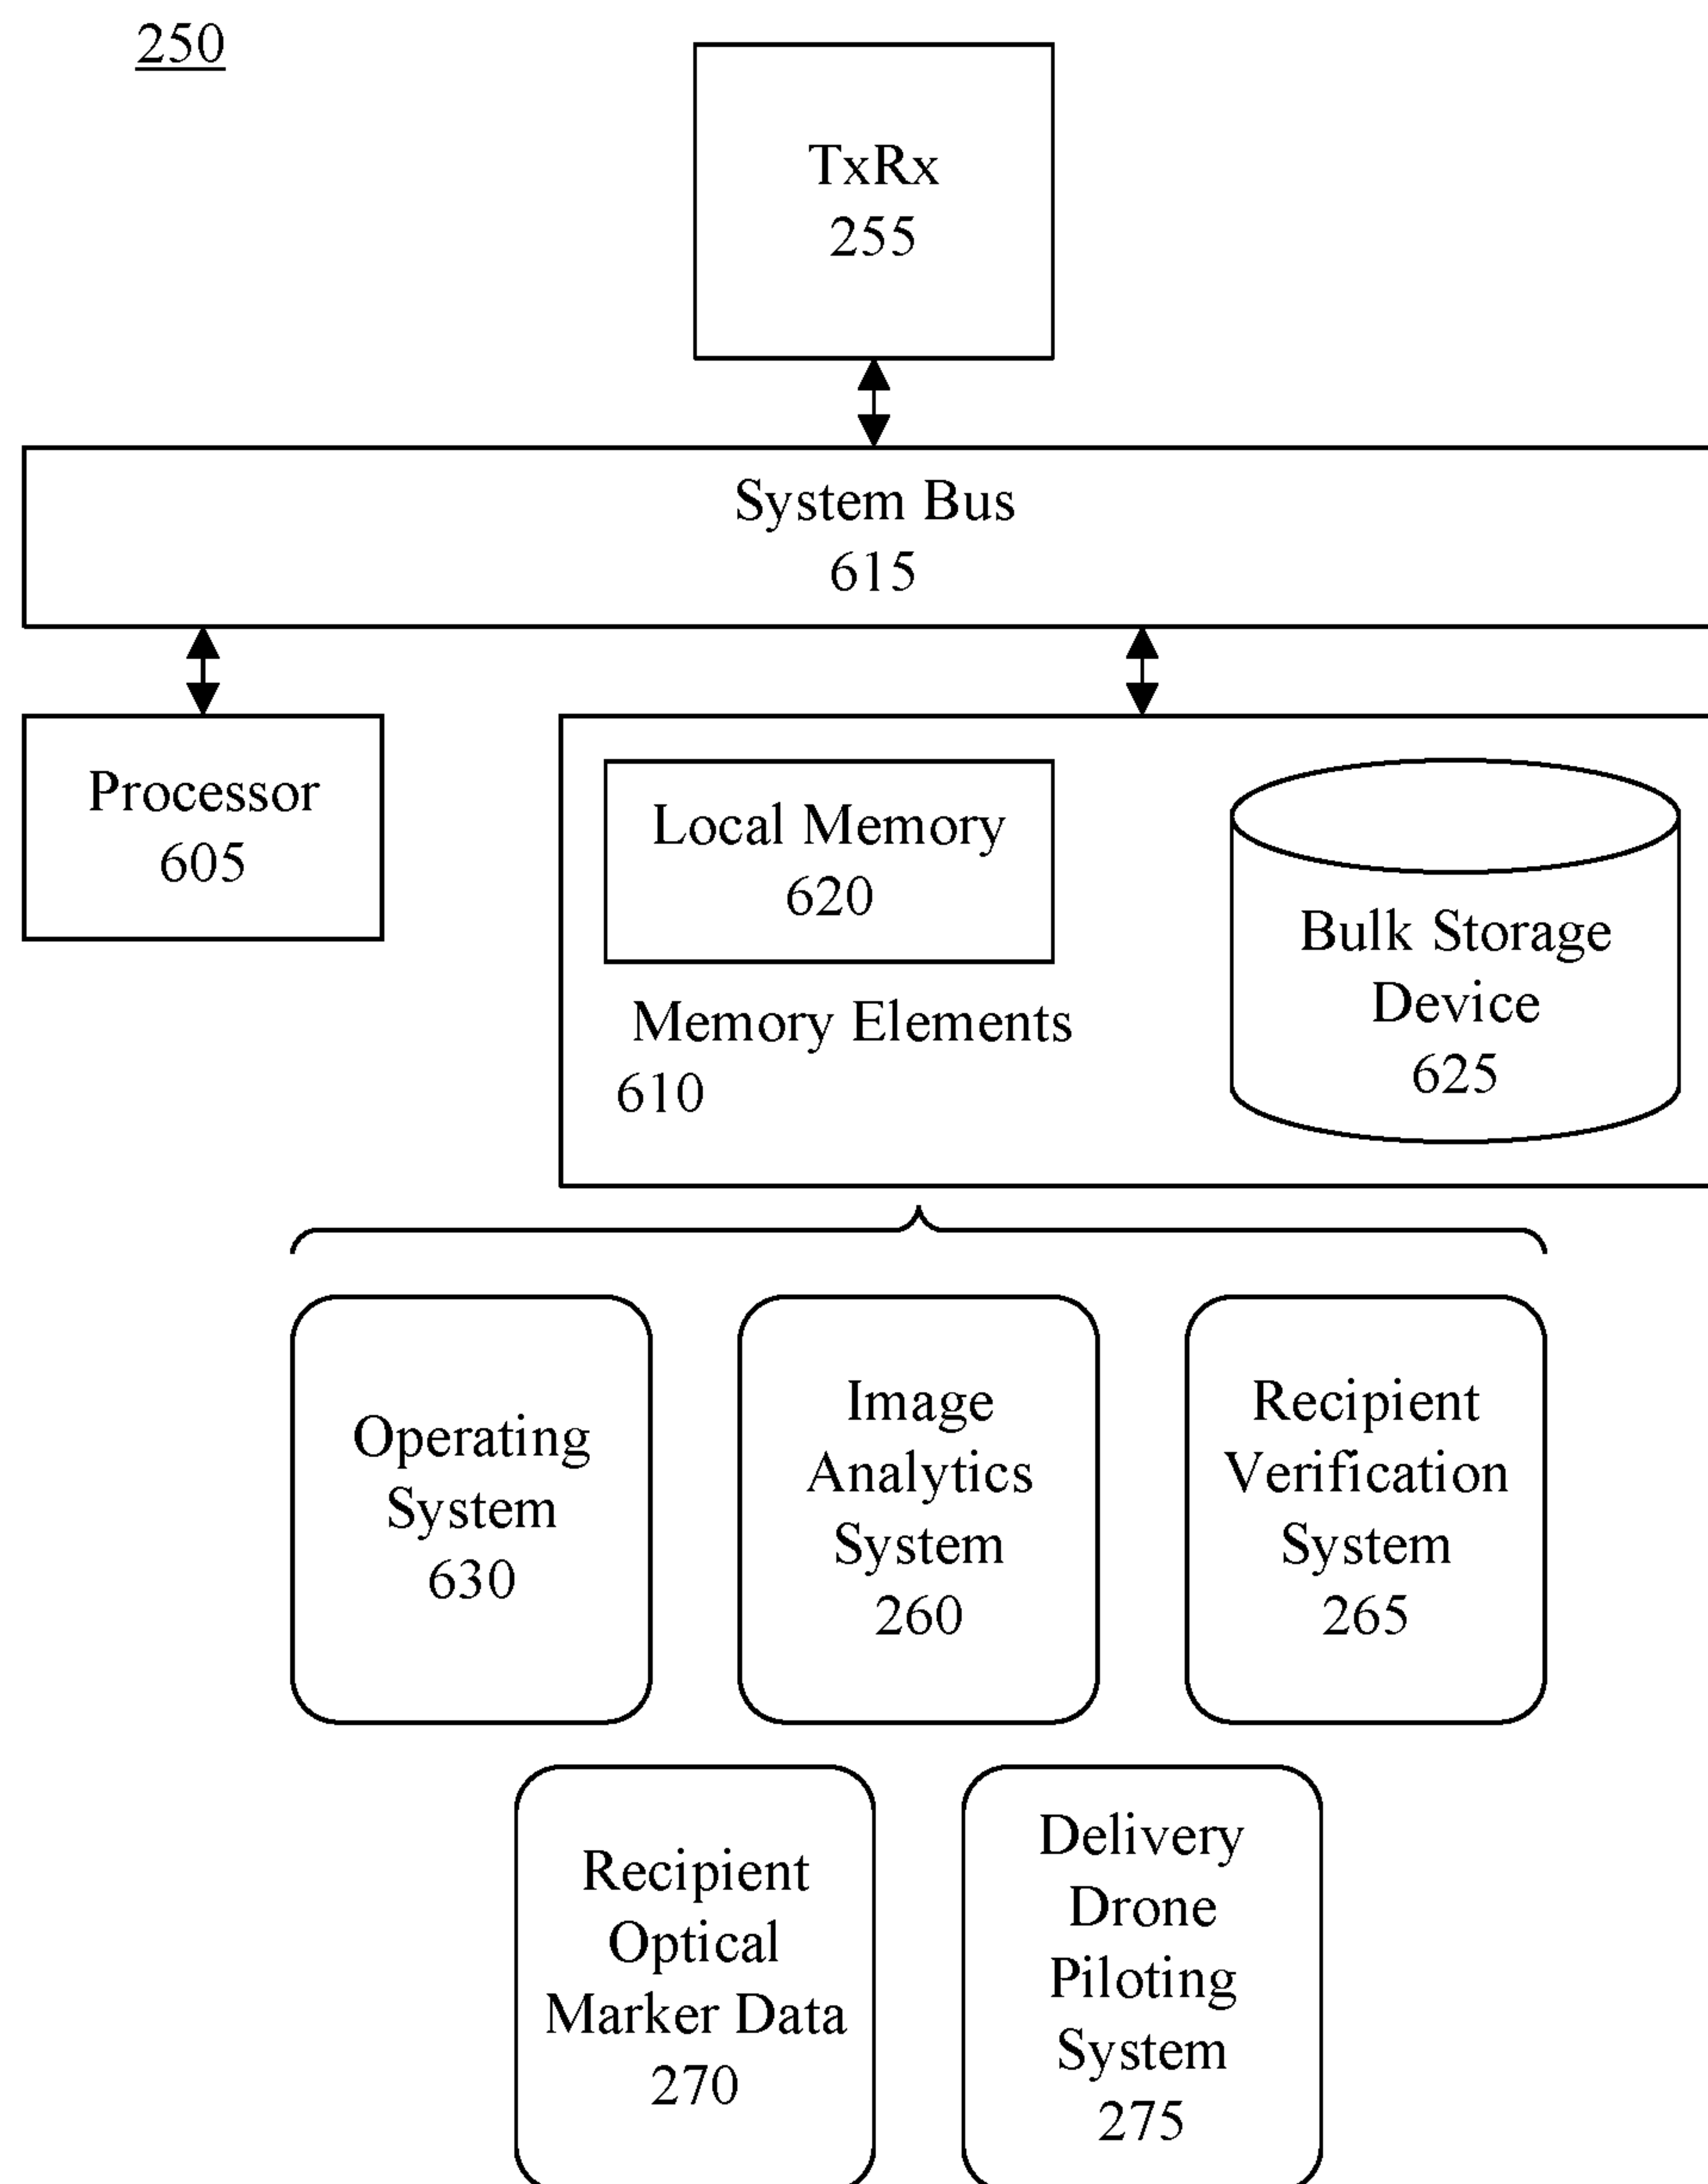 250
TxRx
255
System Bus
615
Processor
605
Local Memory
620
Memory Elements
610
Bulk Storage
Device
625
Operating
System
630
Image
Analytics
System
260
Recipient
Verification
System
265
Recipient
Optical
Marker Data
270
Delivery
Drone
Piloting
System
275